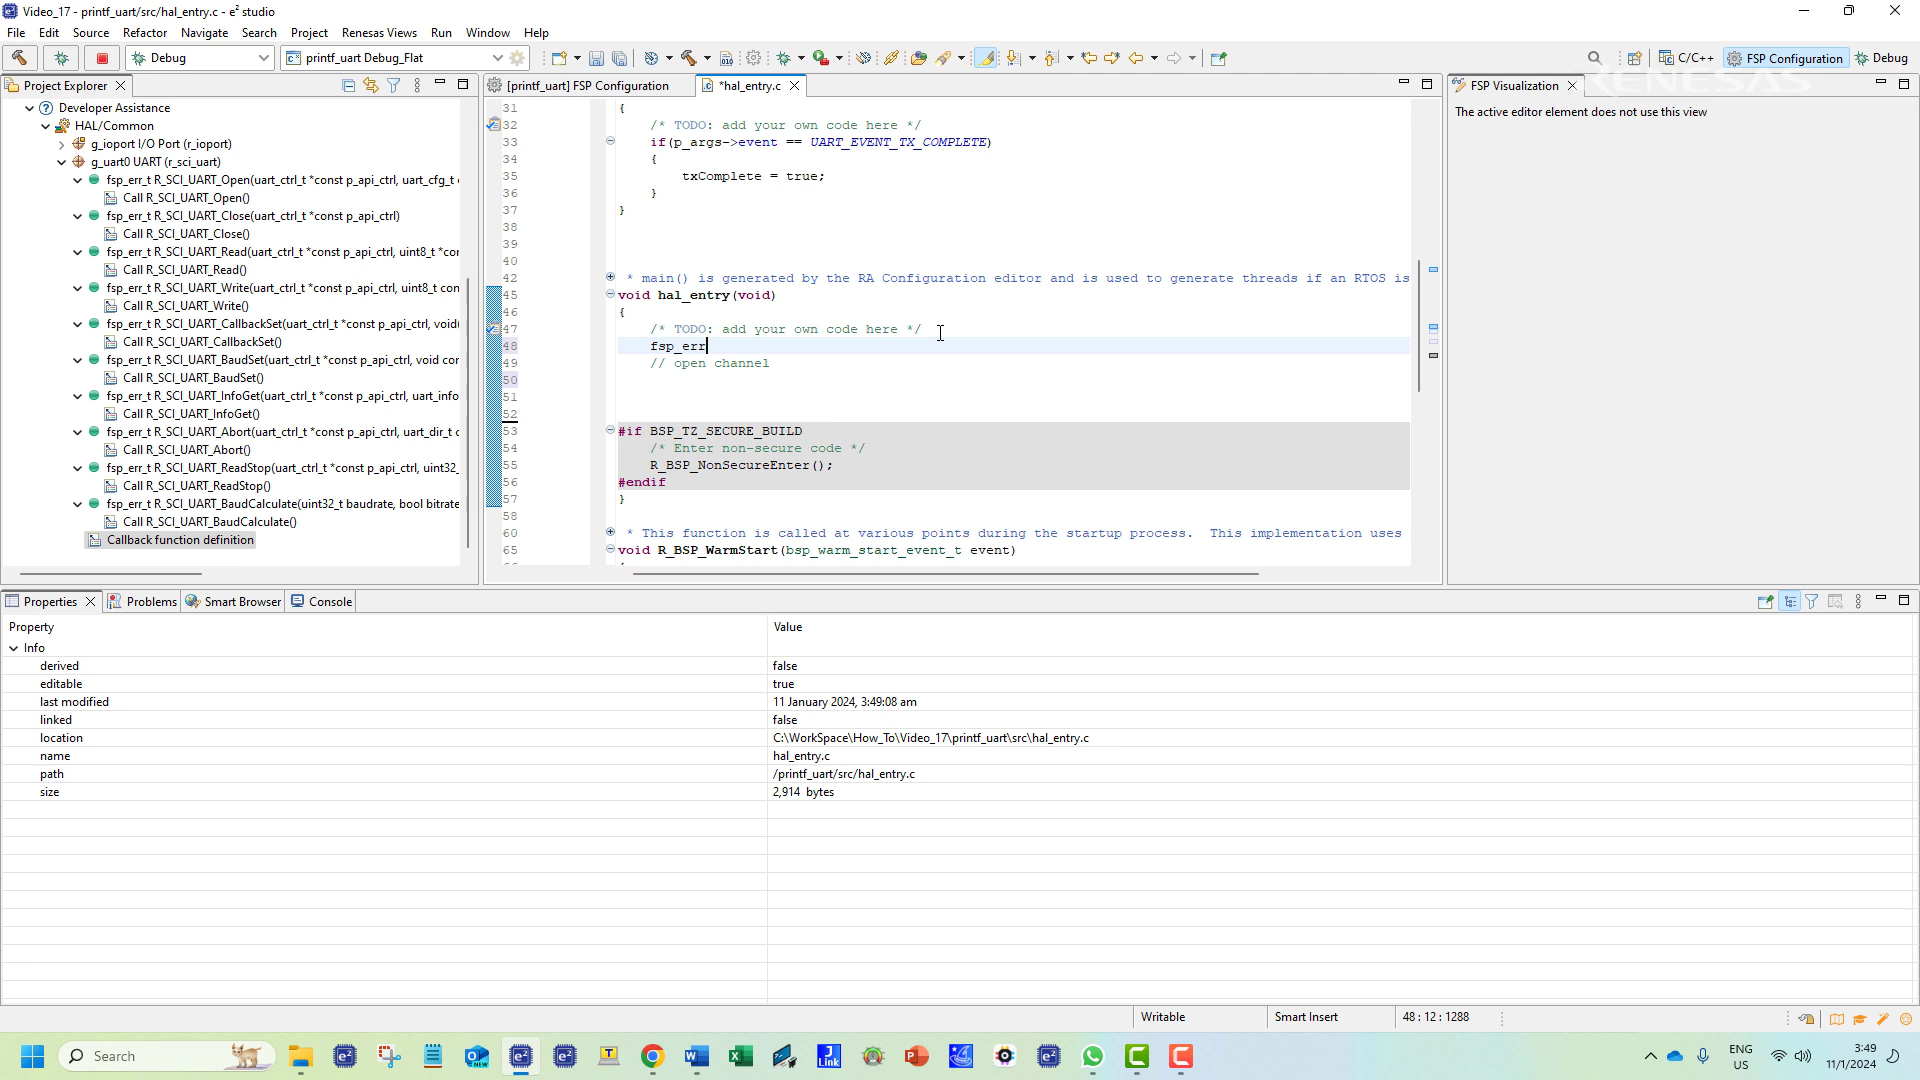 Video_17 - printf_uart/src/hal_entry.c - e² studio
File Edit Source Refactor Navigate Search Project Renesas Views Run Window Help
Debug printf_uart Debug_Flat C/C++ FSP Configuration Debug
RENESAS
Project Explorer
Developer Assistance
HAL/Common
g_ioport I/O Port (r_ioport)
g_uart0 UART (r_sci_uart)
fsp_err_t R_SCI_UART_Open(uart_ctrl_t *const p_api_ctrl, uart_cfg_t
Call R_SCI_UART_Open()
fsp_err_t R_SCI_UART_Close(uart_ctrl_t *const p_api_ctrl)
Call R_SCI_UART_Close()
fsp_err_t R_SCI_UART_Read(uart_ctrl_t *const p_api_ctrl, uint8_t *cor
Call R_SCI_UART_Read()
fsp_err_t R_SCI_UART_Write(uart_ctrl_t *const p_api_ctrl, uint8_t con
Call R_SCI_UART_Write()
fsp_err_t R_SCI_UART_CallbackSet(uart_ctrl_t *const p_api_ctrl, void(
Call R_SCI_UART_CallbackSet()
fsp_err_t R_SCI_UART_BaudSet(uart_ctrl_t *const p_api_ctrl, void con
Call R_SCI_UART_BaudSet()
fsp_err_t R_SCI_UART_InfoGet(uart_ctrl_t *const p_api_ctrl, uart_info
Call R_SCI_UART_InfoGet()
fsp_err_t R_SCI_UART_Abort(uart_ctrl_t *const p_api_ctrl, uart_dir_t c
Call R_SCI_UART_Abort()
fsp_err_t R_SCI_UART_ReadStop(uart_ctrl_t *const p_api_ctrl, uint32_
Call R_SCI_UART_ReadStop()
fsp_err_t R_SCI_UART_BaudCalculate(uint32_t baudrate, bool bitrate
Call R_SCI_UART_BaudCalculate()
Callback function definition
[printf_uart] FSP Configuration *hal_entry.c
31 {
32 /* TODO: add your own code here */
33 if(p_args->event == UART_EVENT_TX_COMPLETE)
34 {
35 txComplete = true;
36 }
37 }
38
39
40
42 * main() is generated by the RA Configuration editor and is used to generate threads if an RTOS is
45 void hal_entry(void)
46 {
47 /* TODO: add your own code here */
48 fsp_err
49 // open channel
50
51
52
53 #if BSP_TZ_SECURE_BUILD
54 /* Enter non-secure code */
55 R_BSP_NonSecureEnter();
56 #endif
57 }
58
60 * This function is called at various points during the startup process. This implementation uses
65 void R_BSP_WarmStart(bsp_warm_start_event_t event)
FSP Visualization
The active editor element does not use this view
Properties Problems Smart Browser Console
Property Value
Info
derived false
editable true
last modified 11 January 2024, 3:49:08 am
linked false
location C:\WorkSpace\How_To\Video_17\printf_uart\src\hal_entry.c
name hal_entry.c
path /printf_uart/src/hal_entry.c
size 2,914 bytes
Writable Smart Insert 48 : 12 : 1288
Search
ENG
US
3:49
11/1/2024